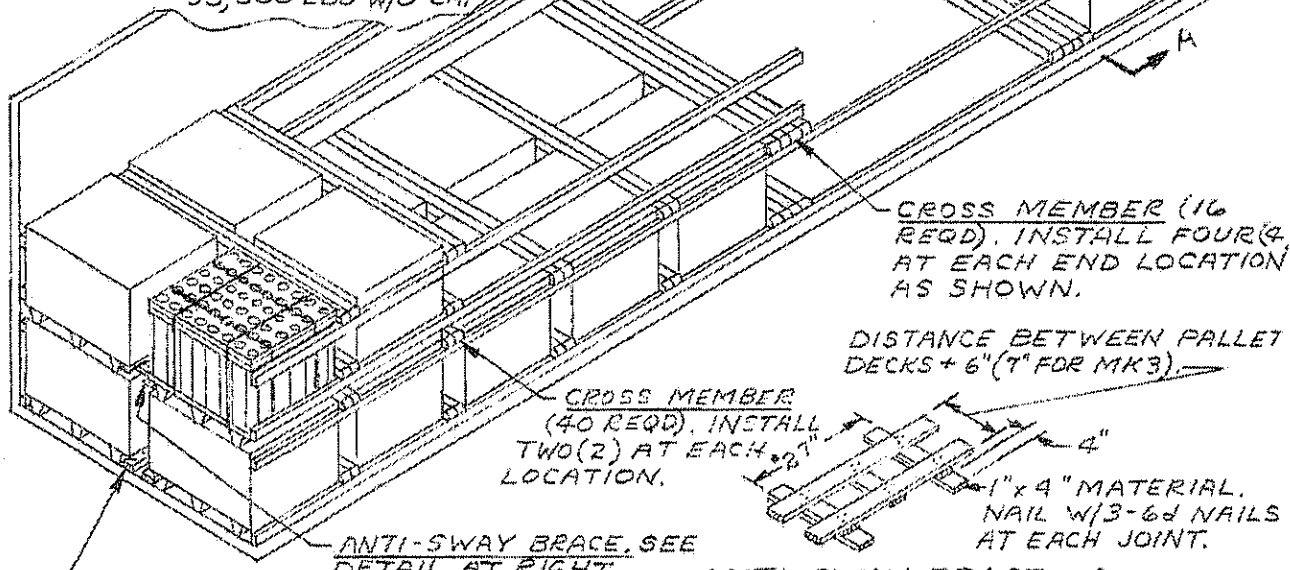 LBS W/O
A
CROSS MEMBER (16
REQD). INSTALL FOUR(4)
AT EACH END LOCATION
AS SHOWN.
DISTANCE BETWEEN PALLET
DECKS + 6" (7" FOR MK3).
CROSS MEMBER
(40 REQD). INSTALL
TWO(2) AT EACH
LOCATION.
4"
1" x 4" MATERIAL.
NAIL W/3-6d NAILS
AT EACH JOINT.
ANTI-SWAY BRACE. SEE
DETAIL AT RIGHT